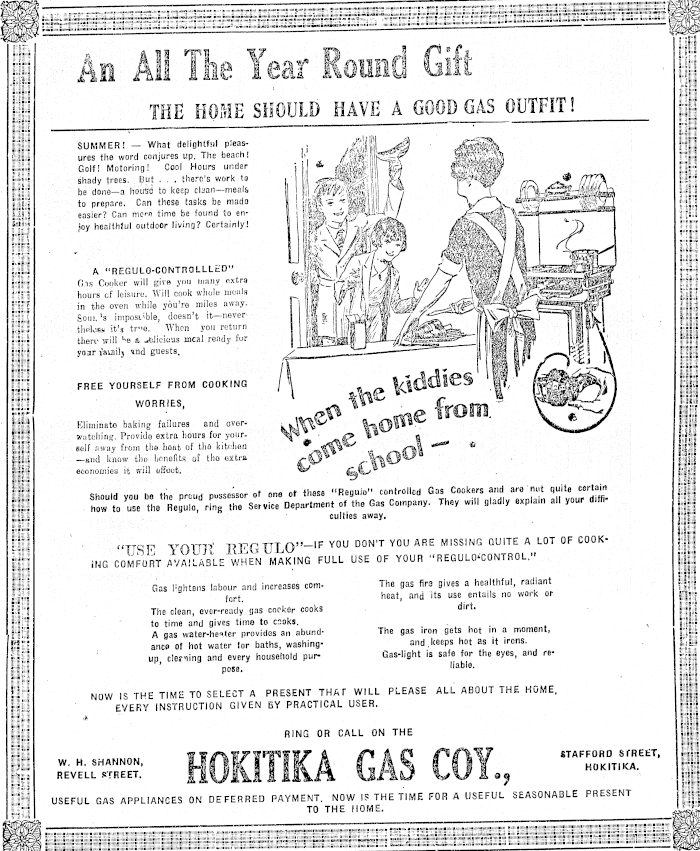 An All The Year Round Gift
THE HOME SHOULD HAVE A GOOD GAS OUTFIT!
SUMMER! — What delightful pleas-
ures the word conjures up. The beach!
Golf! Motoring! Cool Hours under
shady trees. But . . . there's work to
be done—a house to keep clean—meals
to prepare. Can these tasks be made
easier? Can more time be found to en-
joy healthful outdoor living? Certainly!
A "REGULO-CONTROLLLED"
Gas Cooker will give you many extra
hours of leisure. Will cook whole meals
in the oven while you're miles away.
Soun.'s impossible, doesn't it—never-
theless it's true. When you return
there will be a delicious meal ready for
your family and guests.
FREE YOURSELF FROM COOKING
WORRIES,
Eliminate baking failures and over-
watching. Provide extra hours for your-
self away from the heat of the kitchen
—and know the benefits of the extra
economies it will effect.
When the kiddies
come home from
school —
Should you be the proud possessor of one of these "Regulo" controlled Gas Cookers and are not quite certain
how to use the Regulo, ring the Service Department of the Gas Company. They will gladly explain all your diffi-
culties away.
"USE YOUR REGULO"—IF YOU DON'T YOU ARE MISSING QUITE A LOT OF COOK-
ING COMFORT AVAILABLE WHEN MAKING FULL USE OF YOUR "REGULO-CONTROL."
Gas lightens labour and increases com-
fort.
The clean, ever-ready gas cooker cooks
to time and gives time to cooks.
A gas water-heater provides an abund-
ance of hot water for baths, washing-
up, cleaning and every household pur-
pose.
The gas fire gives a healthful, radiant
heat, and its use entails no work or
dirt.
The gas iron gets hot in a moment,
and keeps hot as it irons.
Gas-light is safe for the eyes, and re-
liable.
NOW IS THE TIME TO SELECT A PRESENT THAT WILL PLEASE ALL ABOUT THE HOME,
EVERY INSTRUCTION GIVEN BY PRACTICAL USER.
RING OR CALL ON THE
W. H. SHANNON,
REVELL STREET.
HOKITIKA GAS COY.,
STAFFORD STREET,
HOKITIKA.
USEFUL GAS APPLIANCES ON DEFERRED PAYMENT. NOW IS THE TIME FOR A USEFUL SEASONABLE PRESENT
TO THE HOME.